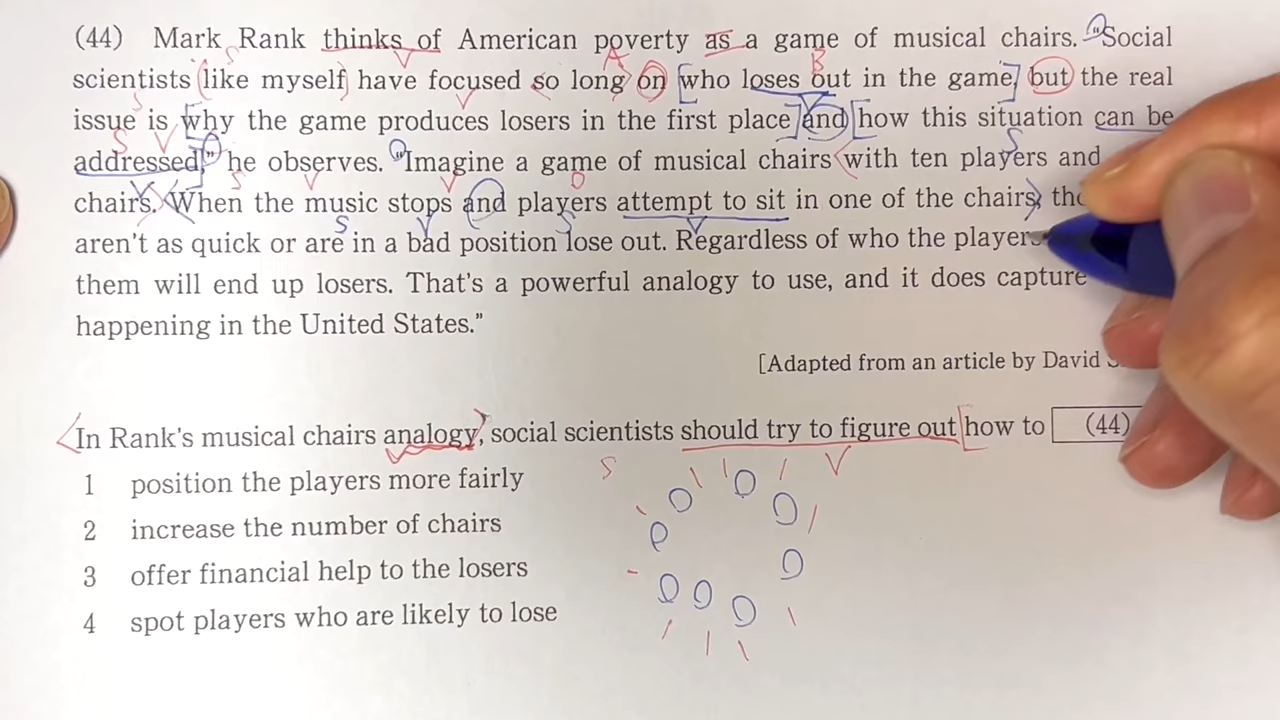 (44) Mark Rank thinks of American poverty as a game of musical chairs. "Social
scientists like myself have focused so long on who loses out in the game, but the real
issue is why the game produces losers in the first place and how this situation can be
addressed," he observes. "Imagine a game of musical chairs with ten players and
chairs. When the music stops and players attempt to sit in one of the chairs,
aren't as quick or are in a bad position lose out. Regardless of who the players
them will end up losers. That's a powerful analogy to use, and it does capture
happening in the United States."
[Adapted from an article by David
In Rank's musical chairs analogy, social scientists should try to figure out how to (44)
1 position the players more fairly
2 increase the number of chairs
3 offer financial help to the losers
4 spot players who are likely to lose